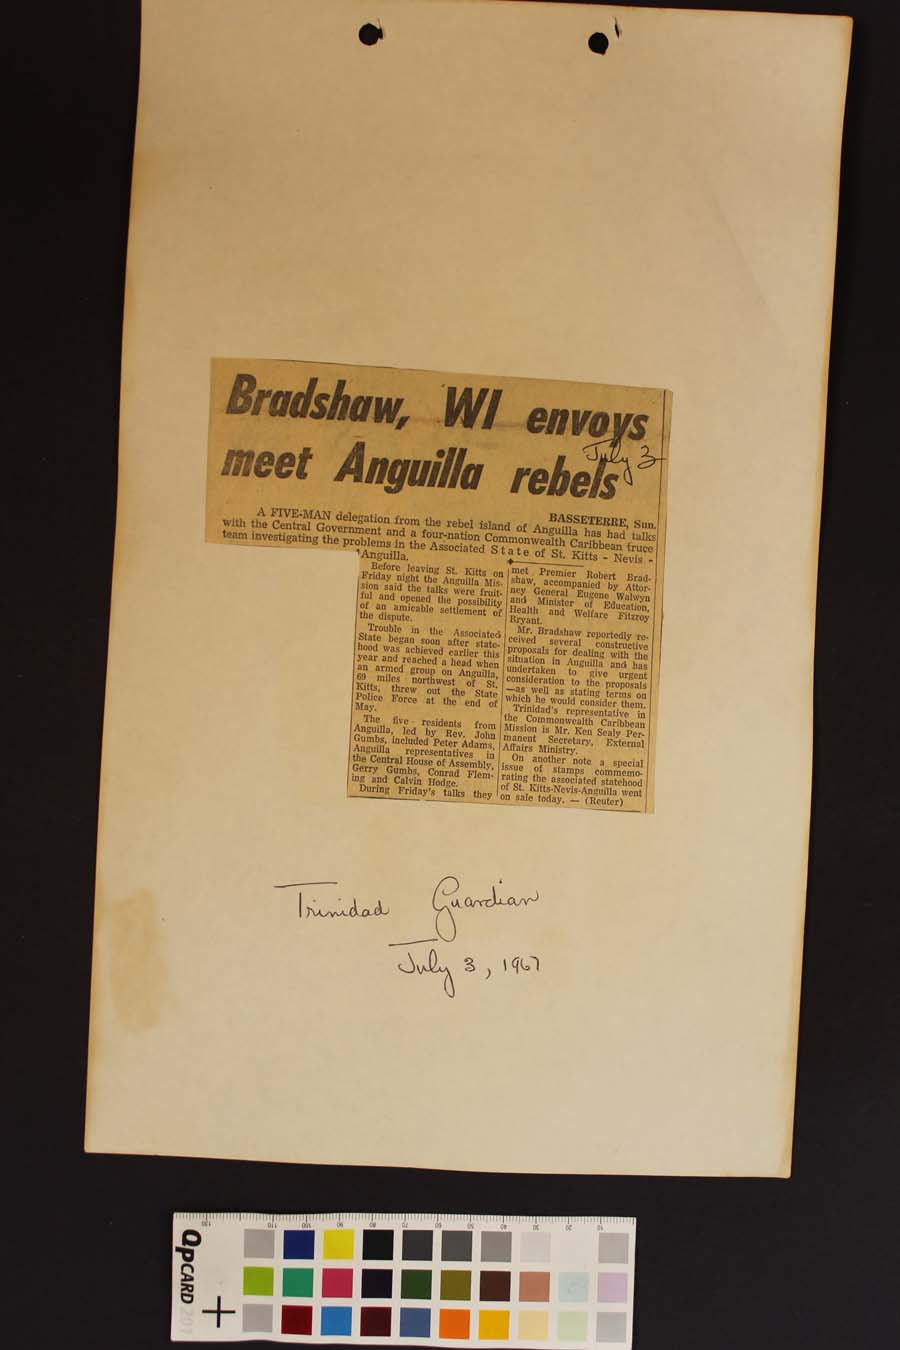 Bradshaw, WI envoys
meet Anguilla rebels
July 3
BASSETERRE, Sun.
A FIVE-MAN delegation from the rebel island of Anguilla has had talks
with the Central Government and a four-nation Commonwealth Caribbean truce
team investigating the problems in the Associated State of St. Kitts - Nevis -
Anguilla.
Before leaving St. Kitts on
Friday night the Anguilla Mis-
sion said the talks were fruit-
ful and opened the possibility
of an amicable settlement of
the dispute.
Trouble in the Associated
State began soon after state-
hood was achieved earlier this
year and reached a head when
an armed group on Anguilla,
69 miles northwest of St.
Kitts, threw out the State
Police Force at the end of
May.
The five residents from
Anguilla, led by Rev. John
Gumbs, included Peter Adams,
Anguilla representatives in
the Central House of Assembly,
Gerry Gumbs, Conrad Flem-
ing and Calvin Hodge.
During Friday's talks they
met Premier Robert Brad-
shaw, accompanied by Attor-
ney General Eugene Walwyn
and Minister of Education,
Health and Welfare Fitzroy
Bryant.
Mr. Bradshaw reportedly re-
ceived several constructive
proposals for dealing with the
situation in Anguilla and has
undertaken to give urgent
consideration to the proposals
—as well as stating terms on
which he would consider them.
Trinidad's representative in
the Commonwealth Caribbean
Mission is Mr. Ken Sealy Per-
manent Secretary, External
Affairs Ministry.
On another note a special
issue of stamps commemo-
rating the associated statehood
of St. Kitts-Nevis-Anguilla went
on sale today. — (Reuter)
Trinidad Guardian
July 3, 1967
130 110 100 90 80 70 60 50 40 30 20 10
QPCARD 201